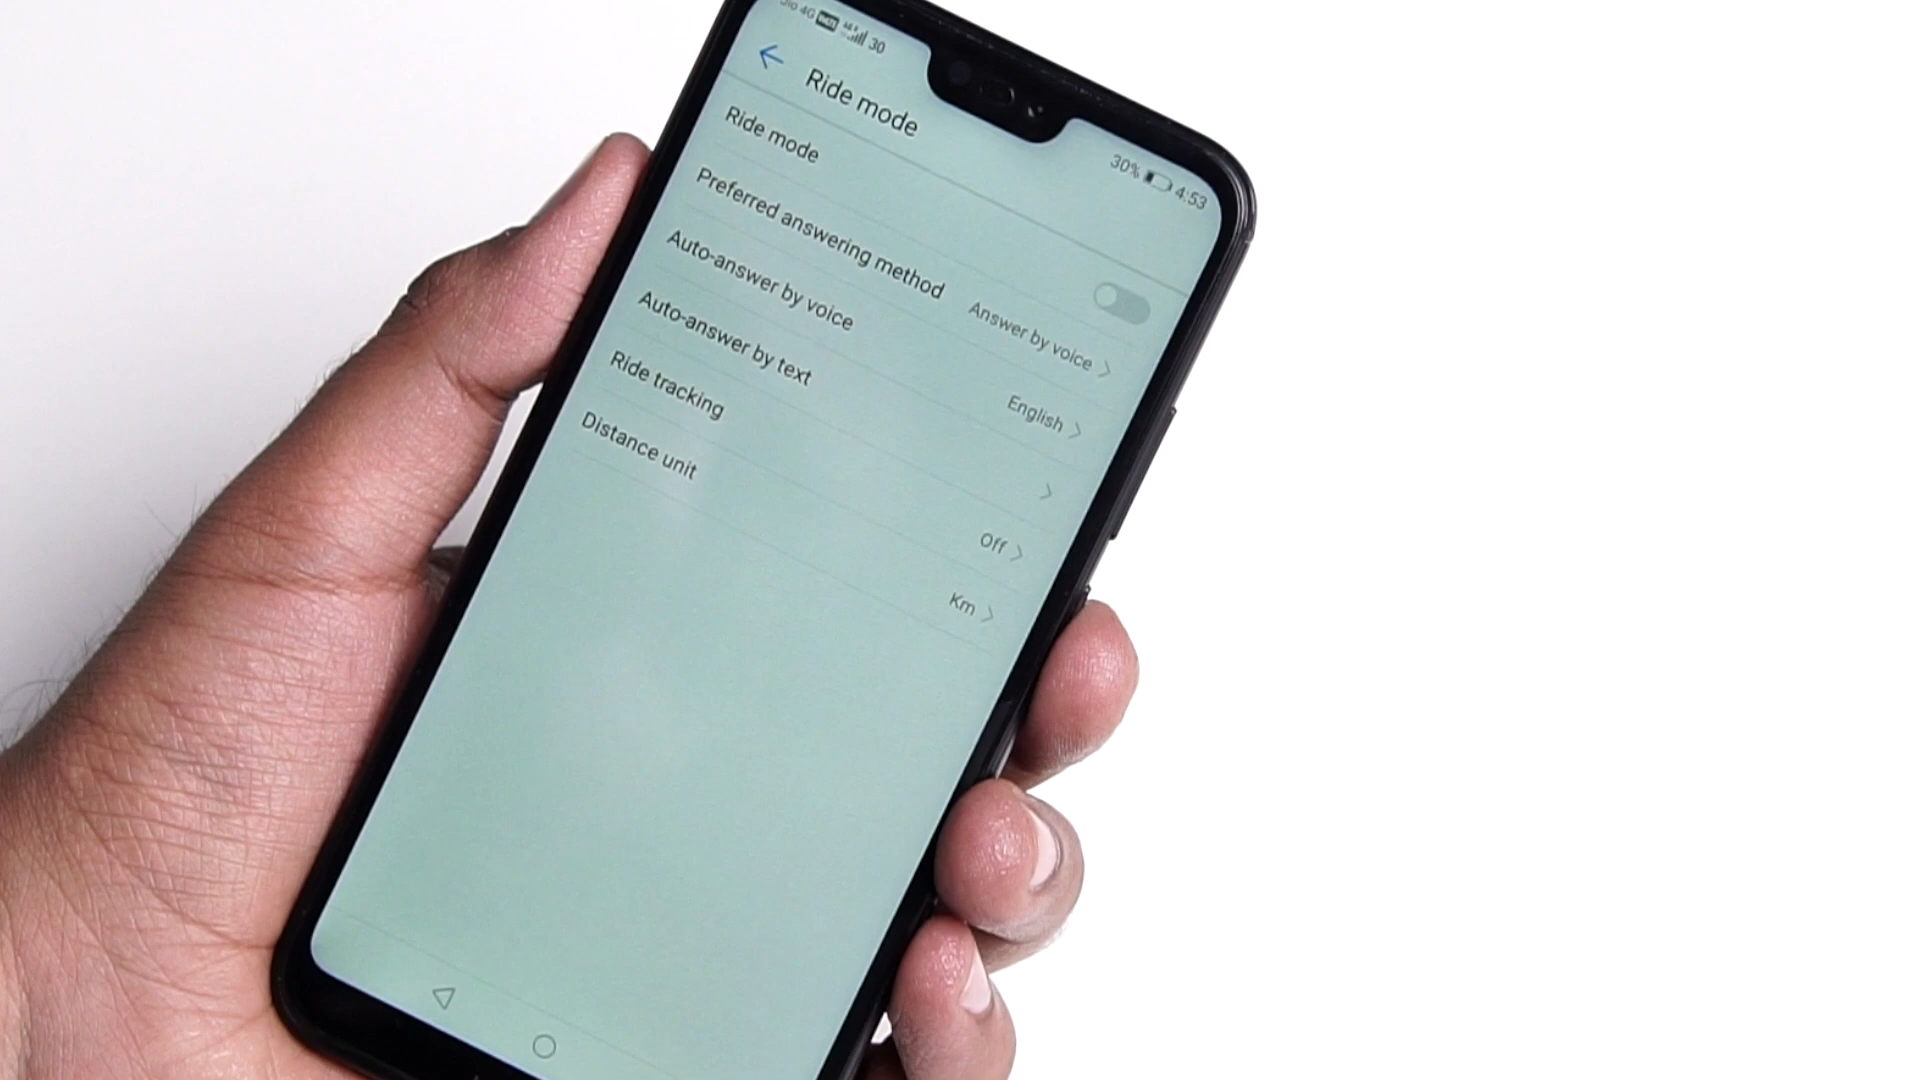 Jio 4G VoLTE 30
30% 4:53
Ride mode
Ride mode
Preferred answering method Answer by voice
Auto-answer by voice English
Auto-answer by text
Ride tracking Off
Distance unit Km